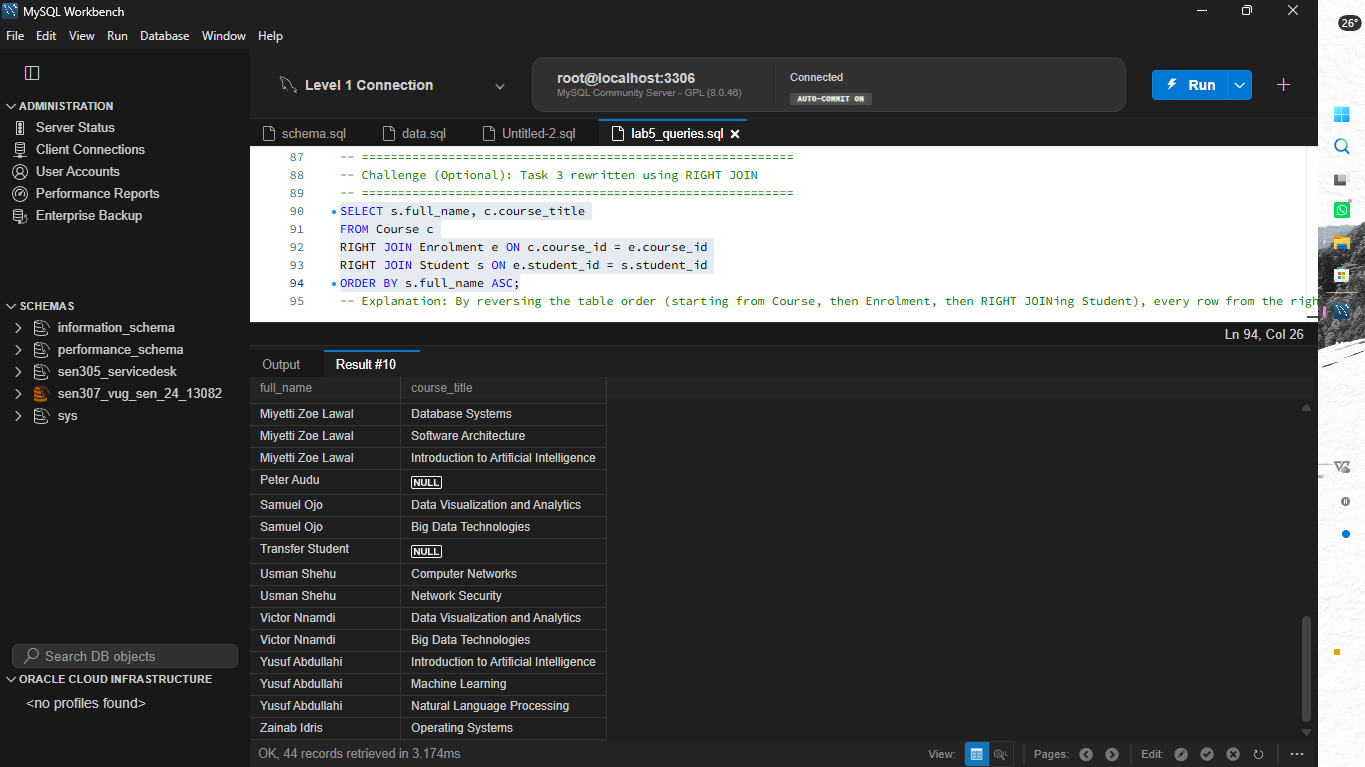 MySQL Workbench
File Edit View Run Database Window Help
26°
Level 1 Connection
root@localhost:3306
MySQL Community Server - GPL (8.0.46)
Connected
AUTO-COMMIT ON
Run
ADMINISTRATION
Server Status
Client Connections
User Accounts
Performance Reports
Enterprise Backup
SCHEMAS
information_schema
performance_schema
sen305_servicedesk
sen307_vug_sen_24_13082
sys
Search DB objects
ORACLE CLOUD INFRASTRUCTURE
<no profiles found>
schema.sql data.sql Untitled-2.sql lab5_queries.sql
87 -- ============================================================
88 -- Challenge (Optional): Task 3 rewritten using RIGHT JOIN
89 -- ============================================================
90 SELECT s.full_name, c.course_title
91 FROM Course c
92 RIGHT JOIN Enrolment e ON c.course_id = e.course_id
93 RIGHT JOIN Student s ON e.student_id = s.student_id
94 ORDER BY s.full_name ASC;
95 -- Explanation: By reversing the table order (starting from Course, then Enrolment, then RIGHT JOINing Student), every row from the righ
Ln 94, Col 26
Output Result #10
full_name course_title
Miyetti Zoe Lawal Database Systems
Miyetti Zoe Lawal Software Architecture
Miyetti Zoe Lawal Introduction to Artificial Intelligence
Peter Audu NULL
Samuel Ojo Data Visualization and Analytics
Samuel Ojo Big Data Technologies
Transfer Student NULL
Usman Shehu Computer Networks
Usman Shehu Network Security
Victor Nnamdi Data Visualization and Analytics
Victor Nnamdi Big Data Technologies
Yusuf Abdullahi Introduction to Artificial Intelligence
Yusuf Abdullahi Machine Learning
Yusuf Abdullahi Natural Language Processing
Zainab Idris Operating Systems
OK, 44 records retrieved in 3.174ms
View: Pages: Edit: